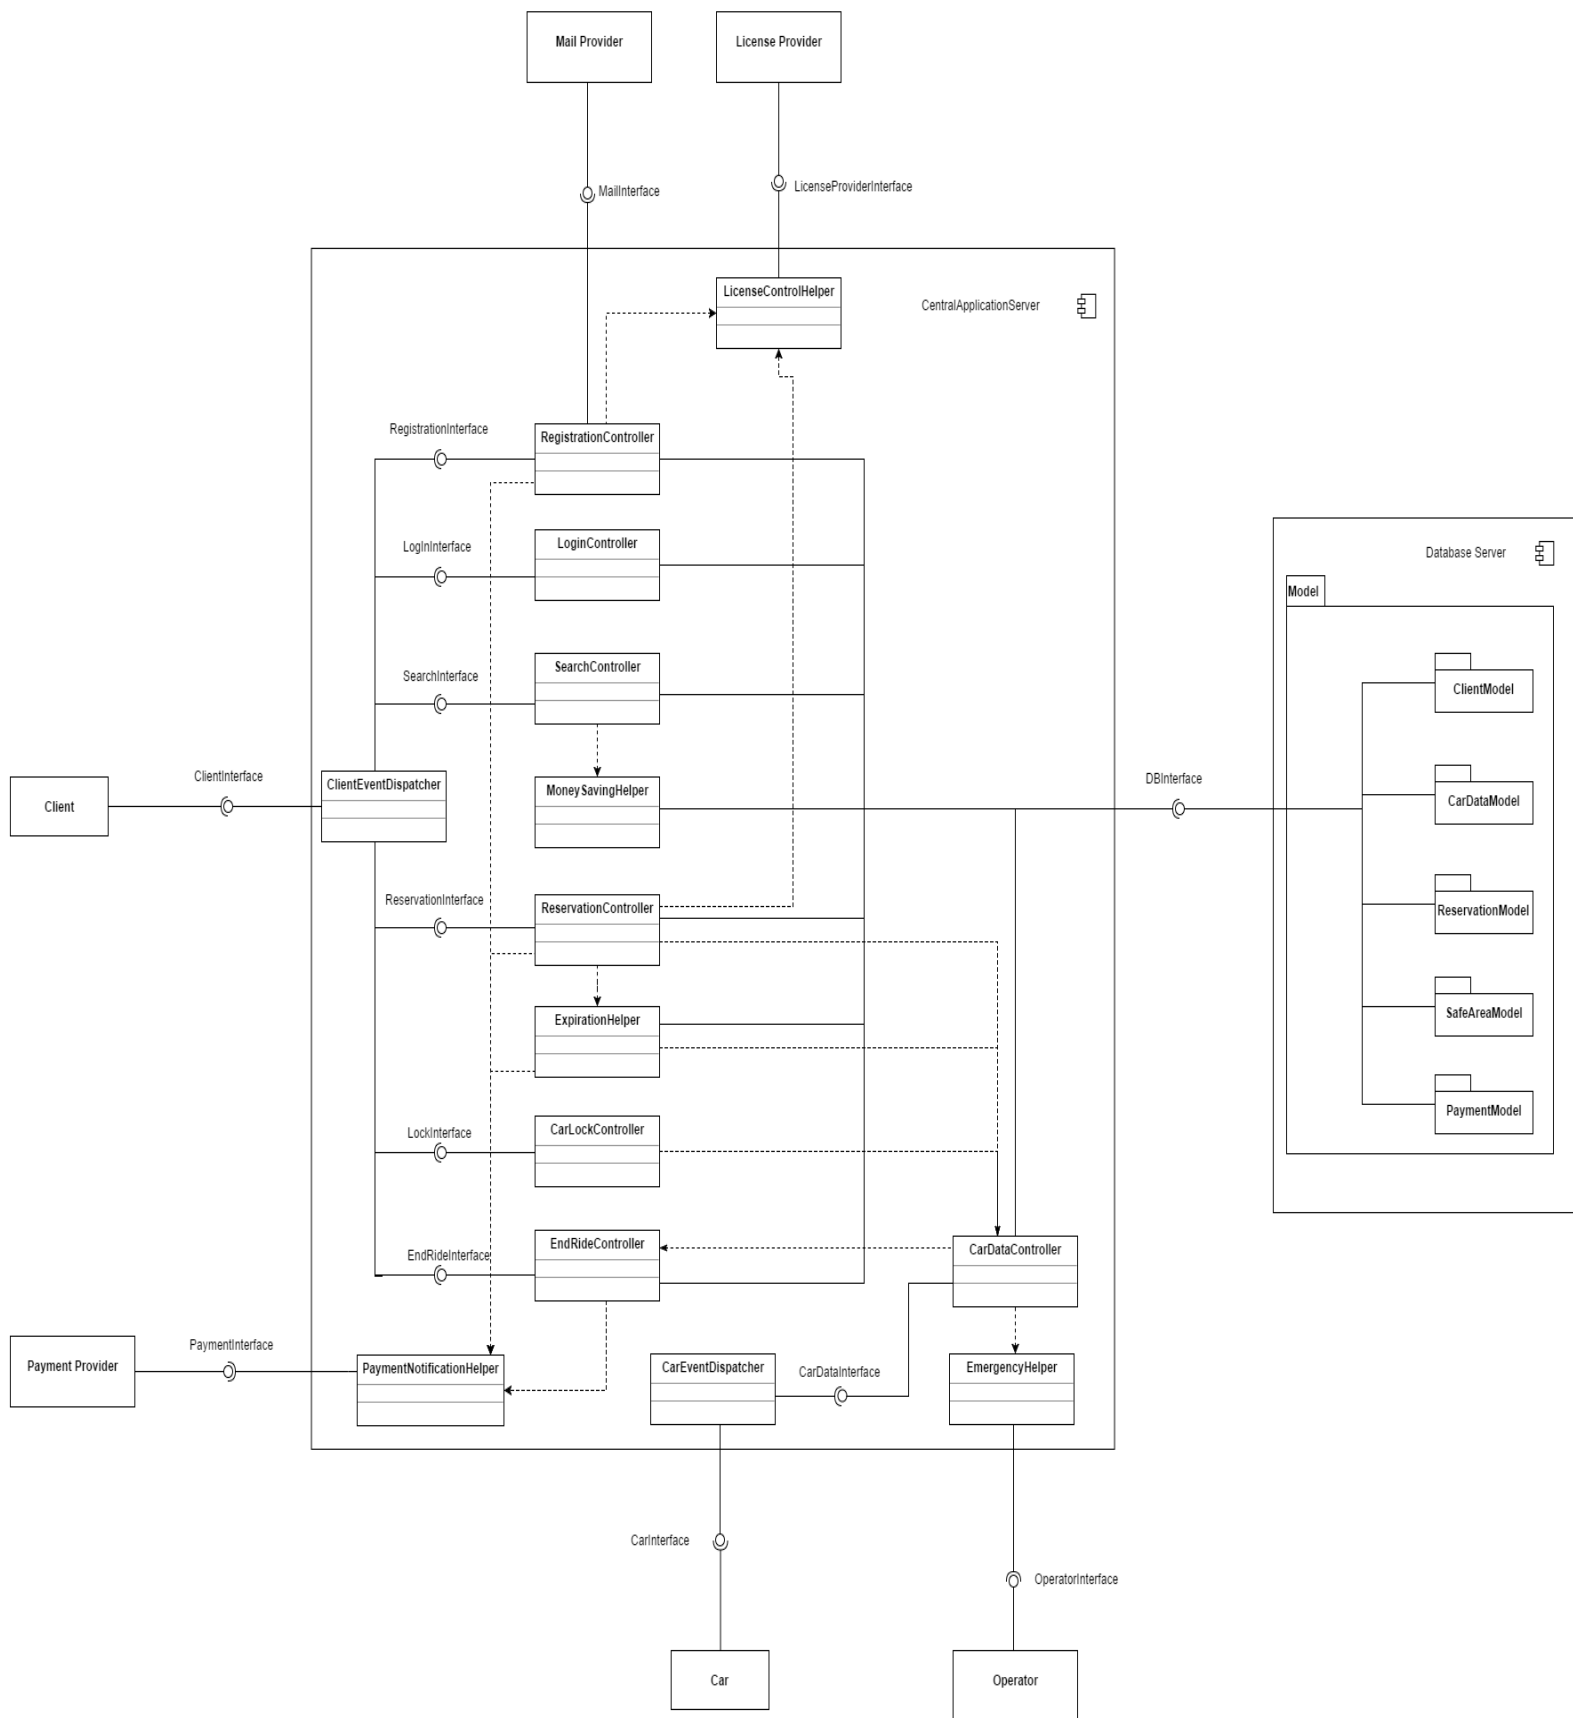 Mail Provider
License Provider
MailInterface
LicenseProviderInterface
LicenseControlHelper
CentralApplicationServer
RegistrationInterface
RegistrationController
LogInInterface
LoginController
Database Server
Model
SearchInterface
SearchController
ClientModel
ClientInterface
ClientEventDispatcher
MoneySavingHelper
DBInterface
CarDataModel
Client
ReservationInterface
ReservationController
ReservationModel
ExpirationHelper
SafeAreaModel
LockInterface
CarLockController
PaymentModel
EndRideInterface
EndRideController
CarDataController
PaymentInterface
Payment Provider
PaymentNotificationHelper
CarEventDispatcher
CarDataInterface
EmergencyHelper
CarInterface
OperatorInterface
Car
Operator